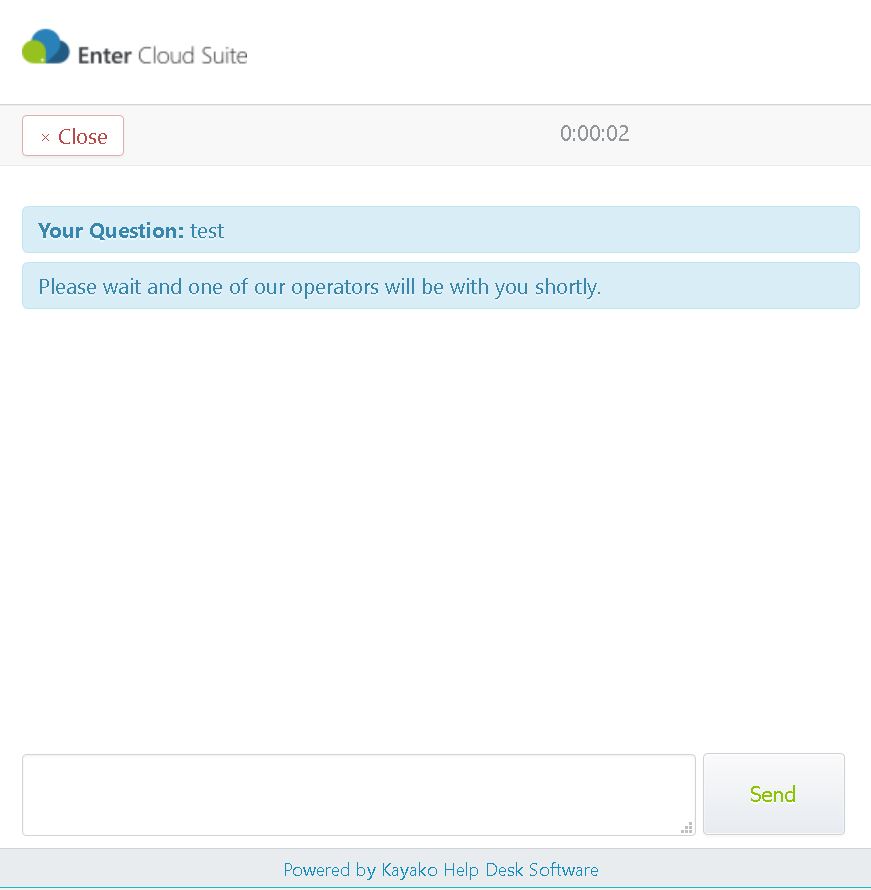 Enter Cloud Suite
× Close
0:00:02
Your Question: test
Please wait and one of our operators will be with you shortly.
Send
Powered by Kayako Help Desk Software